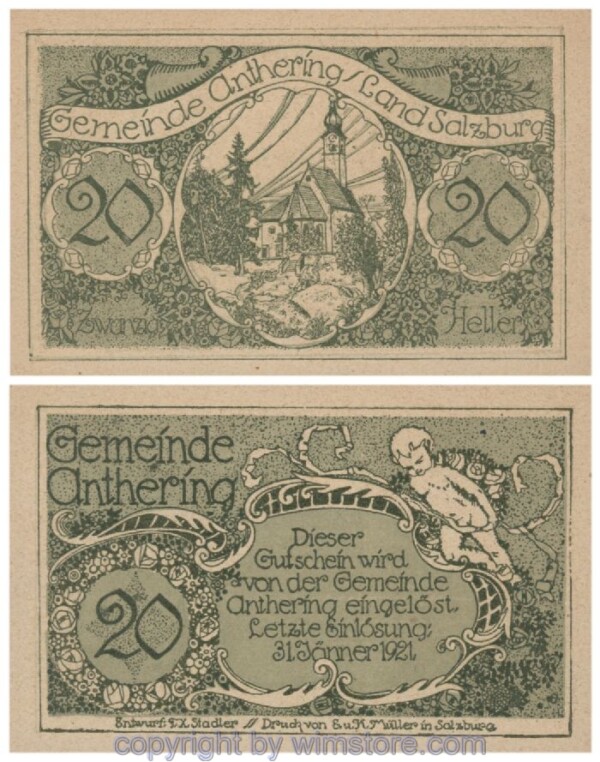 Gemeinde Anthering / Land Salzburg
20 20
Zwanzig Heller
Gemeinde
Anthering
Dieser
Gutschein wird
von der Gemeinde
Anthering eingelöst.
Letzte Einlösung:
31. Jänner 1921
20
Entwurf: F. X. Stadler // Druck von E. u. K. Müller in Salzburg
copyright by wimstore.com